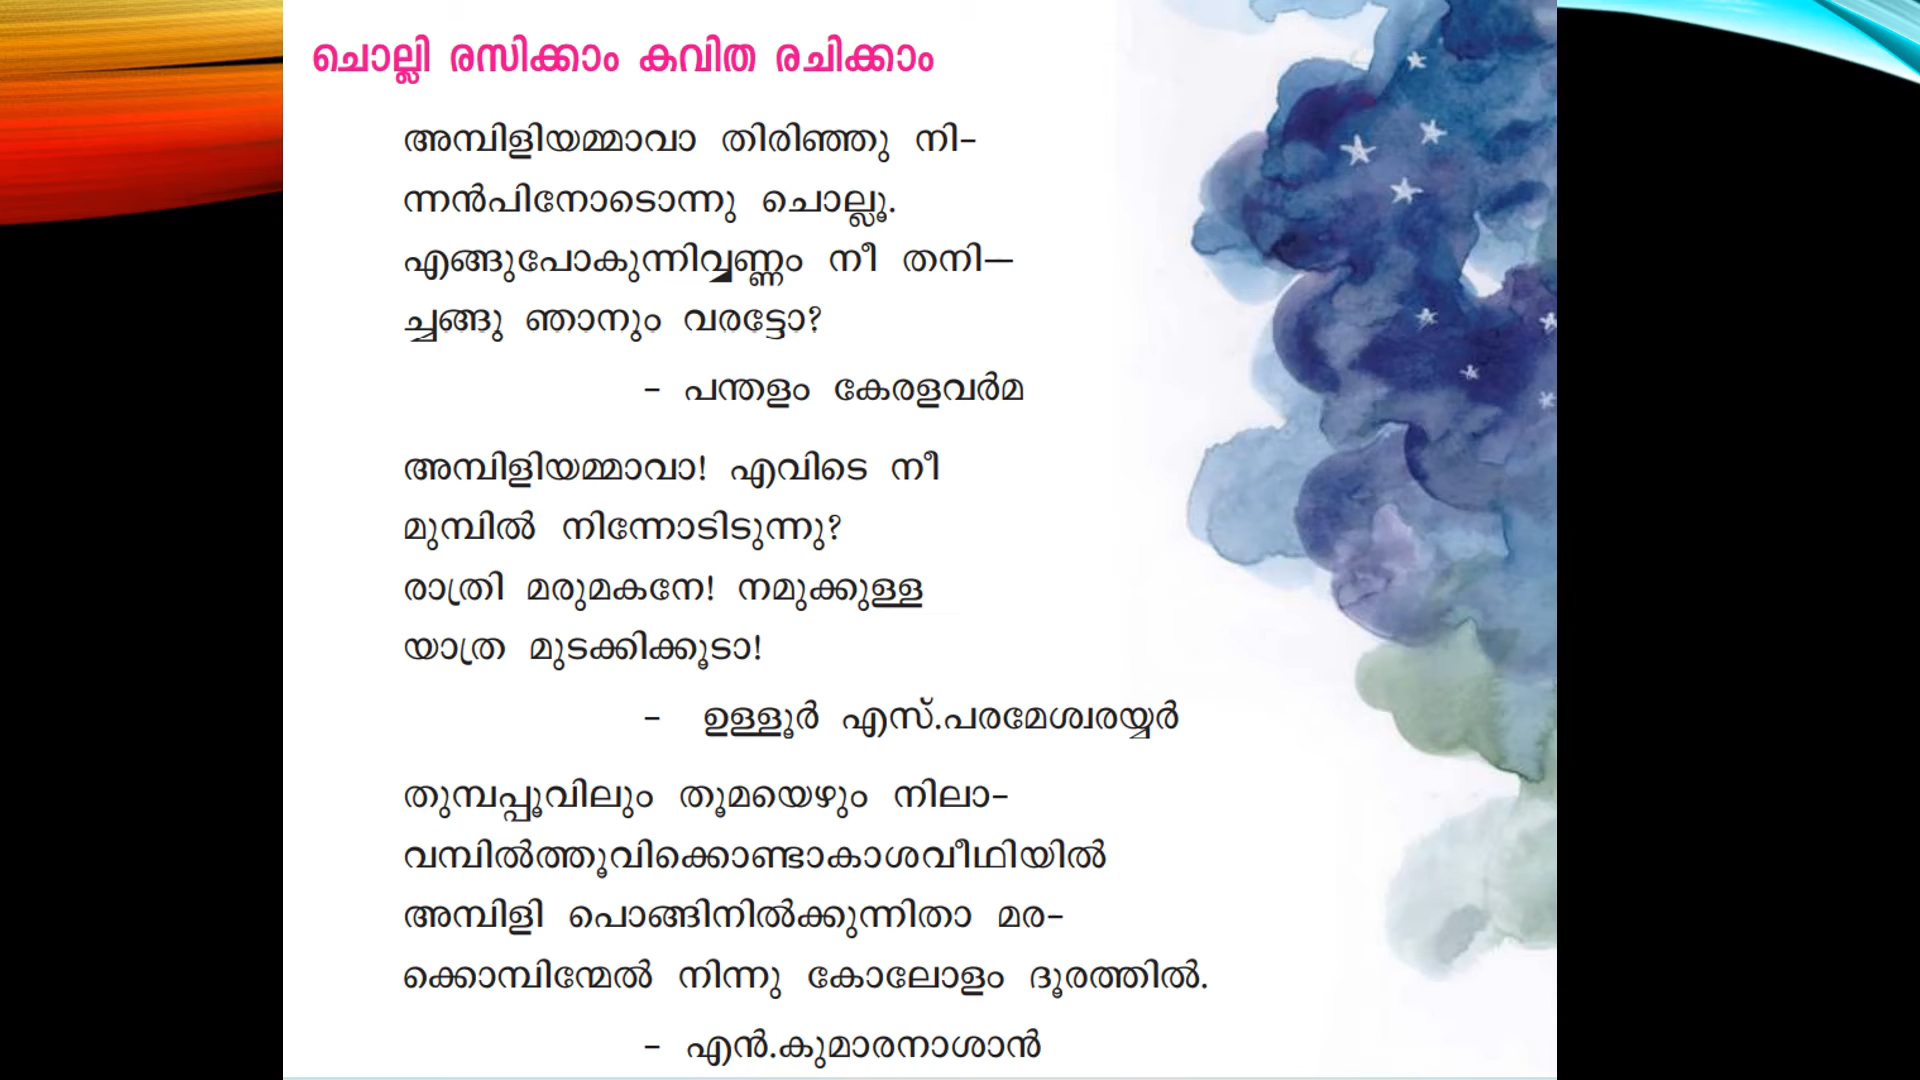 ചൊല്ലി രസിക്കാം കവിത രചിക്കാം
അമ്പിളിയമ്മാവാ തിരിഞ്ഞു നി-
ന്നൻപിനോടൊന്നു ചൊല്ലൂ.
എങ്ങുപോകുന്നിവ്വണ്ണം നീ തനി—
ച്ചങ്ങു ഞാനും വരട്ടോ?
- പന്തളം കേരളവർമ
അമ്പിളിയമ്മാവാ! എവിടെ നീ
മുമ്പിൽ നിന്നോടിടുന്നു?
രാത്രി മരുമകനേ! നമുക്കുള്ള
യാത്ര മുടക്കിക്കൂടാ!
- ഉള്ളൂർ എസ്.പരമേശ്വരയ്യർ
തുമ്പപ്പൂവിലും തൂമയെഴും നിലാ-
വമ്പിൽത്തൂവിക്കൊണ്ടാകാശവീഥിയിൽ
അമ്പിളി പൊങ്ങിനിൽക്കുന്നിതാ മര-
ക്കൊമ്പിന്മേൽ നിന്നു കോലോളം ദൂരത്തിൽ.
- എൻ.കുമാരനാശാൻ